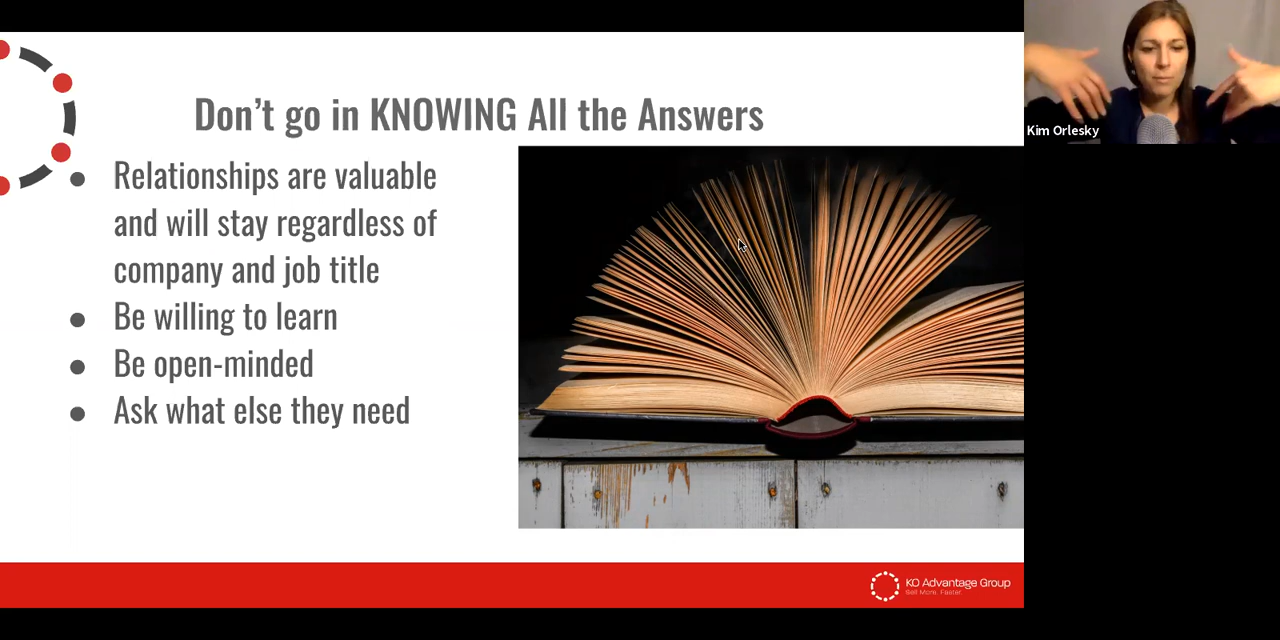 Don't go in KNOWING All the Answers
Relationships are valuable
and will stay regardless of
company and job title
Be willing to learn
Be open-minded
Ask what else they need
KO Advantage Group
Sell More. Faster.
Kim Orlesky